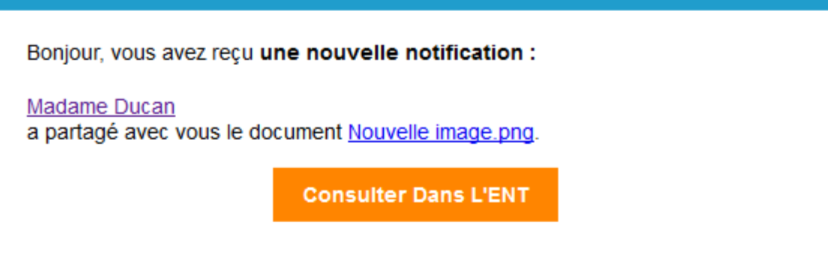 Bonjour, vous avez reçu une nouvelle notification :
Madame Ducan
a partagé avec vous le document Nouvelle image.png.
Consulter Dans L'ENT